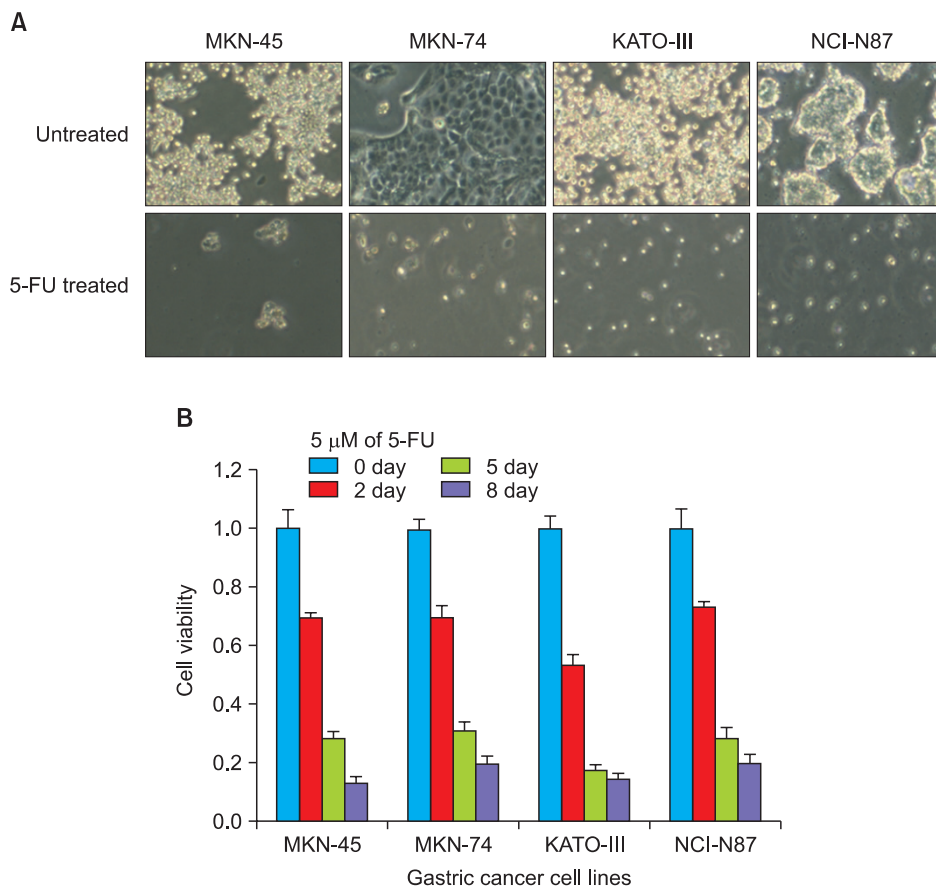 A
MKN-45 MKN-74 KATO-III NCI-N87
Untreated
5-FU treated
B
5 μM of 5-FU
0 day 5 day
2 day 8 day
1.2
1.0
0.8
0.6
0.4
0.2
0.0
Cell viability
MKN-45 MKN-74 KATO-III NCI-N87
Gastric cancer cell lines